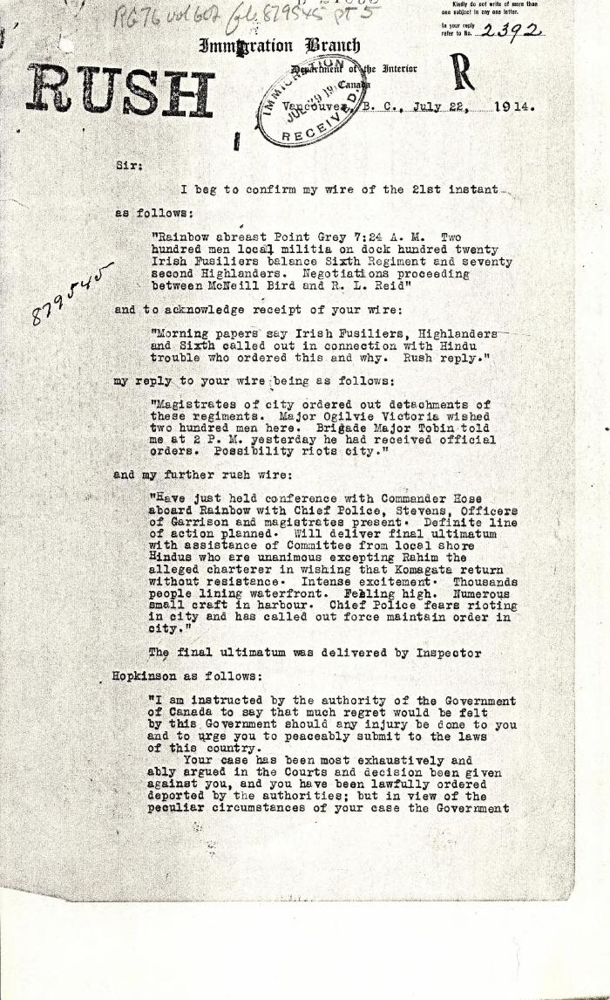 RG76 vol 602 file 879545 pt 5
Kindly do not write of more than
one subject in any one letter.
In your reply
refer to No. 2392
Immigration Branch
Department of the Interior
Canada
RUSH
R
IMMIGRATION
JUL 29 19
RECEIVED
Vancouver, B. C., July 22, 1914.
Sir:
I beg to confirm my wire of the 21st instant
as follows:
"Rainbow abreast Point Grey 7:24 A. M. Two
hundred men local militia on dock hundred twenty
Irish Fusiliers balance Sixth Regiment and seventy
second Highlanders. Negotiations proceeding
between McNeill Bird and R. L. Reid"
879545
and to acknowledge receipt of your wire:
"Morning papers say Irish Fusiliers, Highlanders
and Sixth called out in connection with Hindu
trouble who ordered this and why. Rush reply."
my reply to your wire being as follows:
"Magistrates of city ordered out detachments of
these regiments. Major Ogilvie Victoria wished
two hundred men here. Brigade Major Tobin told
me at 2 P. M. yesterday he had received official
orders. Possibility riots city."
and my further rush wire:
"Have just held conference with Commander Hose
aboard Rainbow with Chief Police, Stevens, Officers
of Garrison and magistrates present. Definite line
of action planned. Will deliver final ultimatum
with assistance of Committee from local shore
Hindus who are unanimous excepting Rahim the
alleged charterer in wishing that Komagata return
without resistance. Intense excitement. Thousands
people lining waterfront. Feeling high. Numerous
small craft in harbour. Chief Police fears rioting
in city and has called out force maintain order in
city."
The final ultimatum was delivered by Inspector
Hopkinson as follows:
"I am instructed by the authority of the Government
of Canada to say that much regret would be felt
by this Government should any injury be done to you
and to urge you to peaceably submit to the laws
of this country.
Your case has been most exhaustively and
ably argued in the Courts and decision been given
against you, and you have been lawfully ordered
deported by the authorities; but in view of the
peculiar circumstances of your case the Government